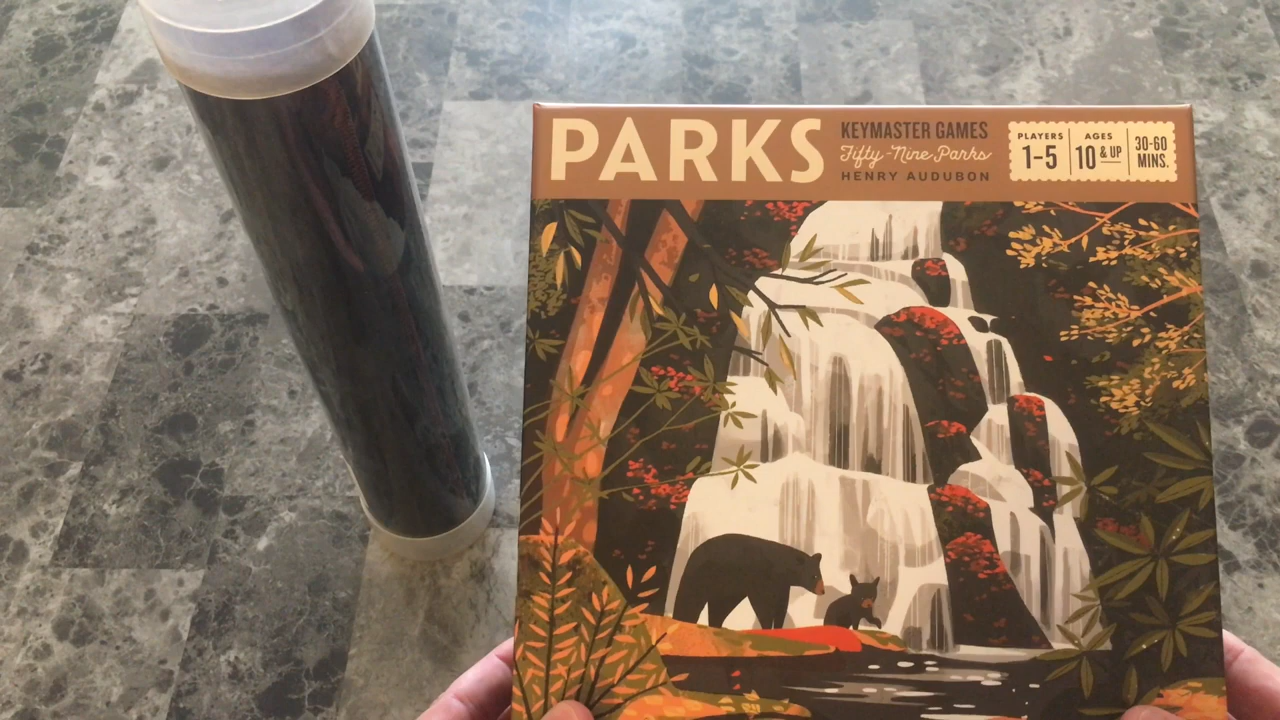 PARKS
KEYMASTER GAMES
Fifty-Nine Parks
HENRY AUDUBON
PLAYERS
1-5
AGES
10 & UP
30-60
MINS.